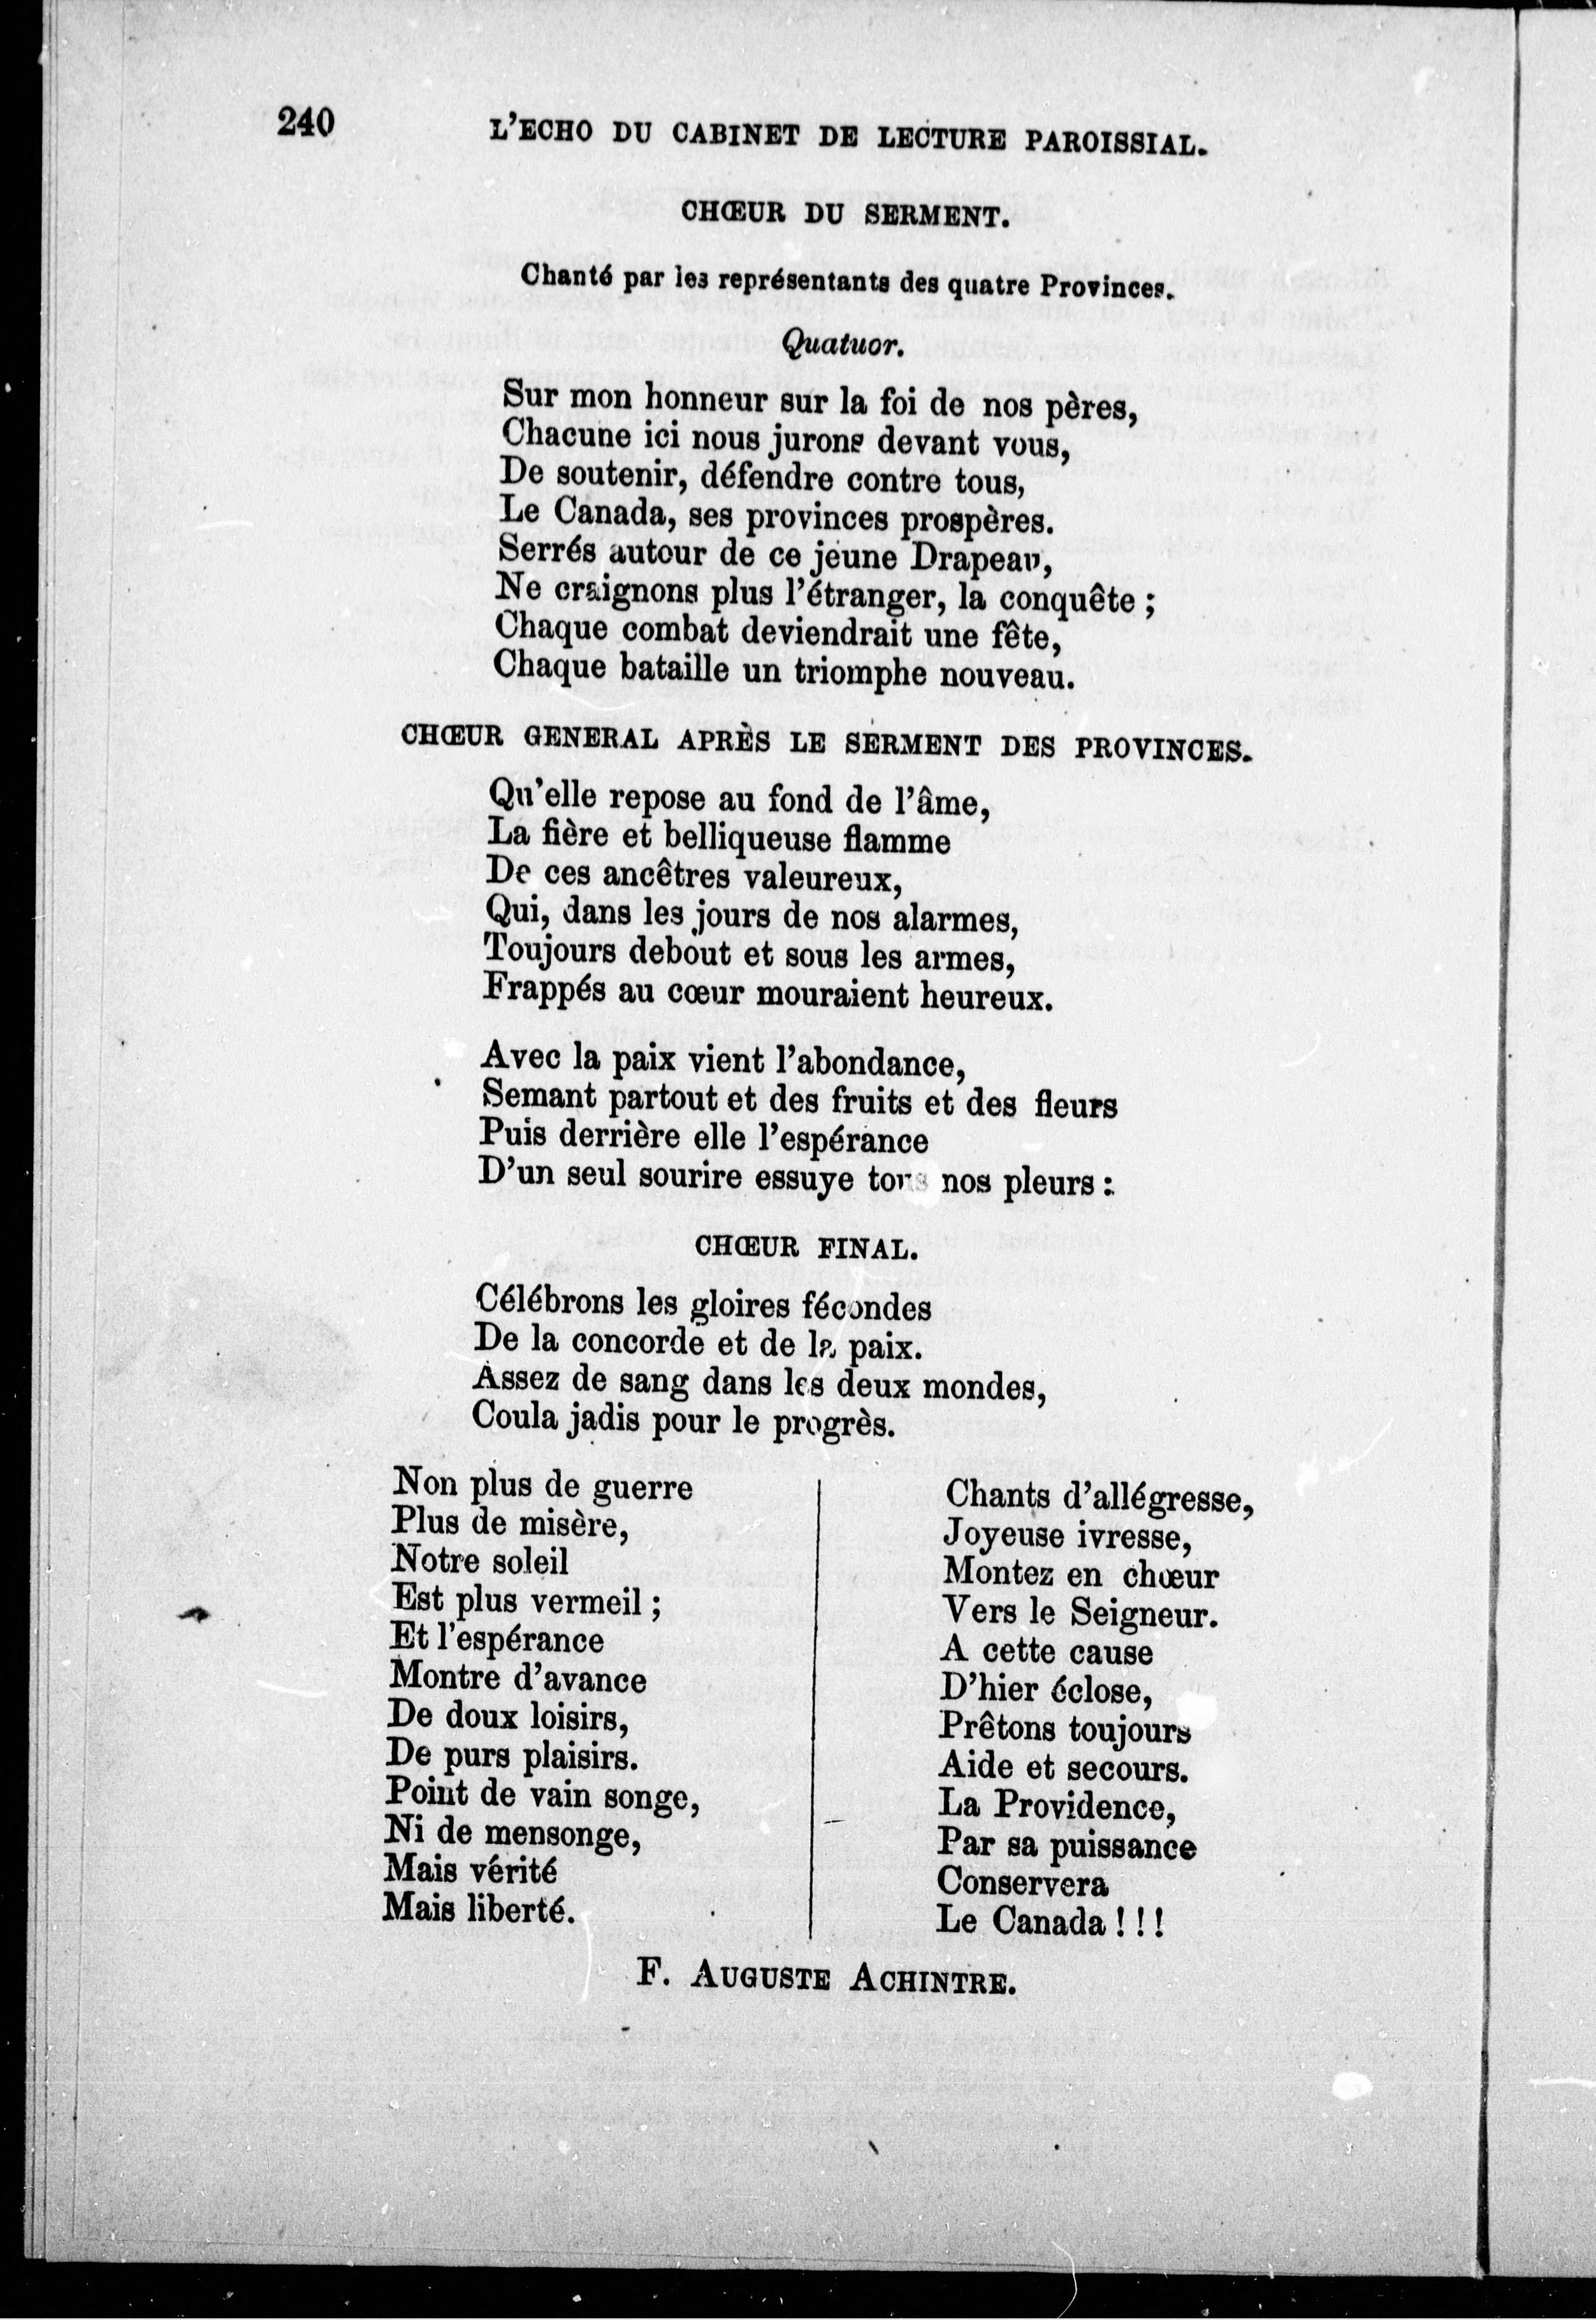 240
L'ECHO DU CABINET DE LECTURE PAROISSIAL.
CHŒUR DU SERMENT.
Chanté par les représentants des quatre Provinces.
Quatuor.
Sur mon honneur sur la foi de nos pères,
Chacune ici nous jurons devant vous,
De soutenir, défendre contre tous,
Le Canada, ses provinces prospères.
Serrés autour de ce jeune Drapeau,
Ne craignons plus l'étranger, la conquête ;
Chaque combat deviendrait une fête,
Chaque bataille un triomphe nouveau.
CHŒUR GENERAL APRÈS LE SERMENT DES PROVINCES.
Qu'elle repose au fond de l'âme,
La fière et belliqueuse flamme
De ces ancêtres valeureux,
Qui, dans les jours de nos alarmes,
Toujours debout et sous les armes,
Frappés au cœur mouraient heureux.
Avec la paix vient l'abondance,
Semant partout et des fruits et des fleurs
Puis derrière elle l'espérance
D'un seul sourire essuye tous nos pleurs :
CHŒUR FINAL.
Célébrons les gloires fécondes
De la concorde et de la paix.
Assez de sang dans les deux mondes,
Coula jadis pour le progrès.
Non plus de guerre
Plus de misère,
Notre soleil
Est plus vermeil ;
Et l'espérance
Montre d'avance
De doux loisirs,
De purs plaisirs.
Point de vain songe,
Ni de mensonge,
Mais vérité
Mais liberté.
Chants d'allégresse,
Joyeuse ivresse,
Montez en chœur
Vers le Seigneur.
A cette cause
D'hier éclose,
Prêtons toujours
Aide et secours.
La Providence,
Par sa puissance
Conservera
Le Canada ! ! !
F. AUGUSTE ACHINTRE.